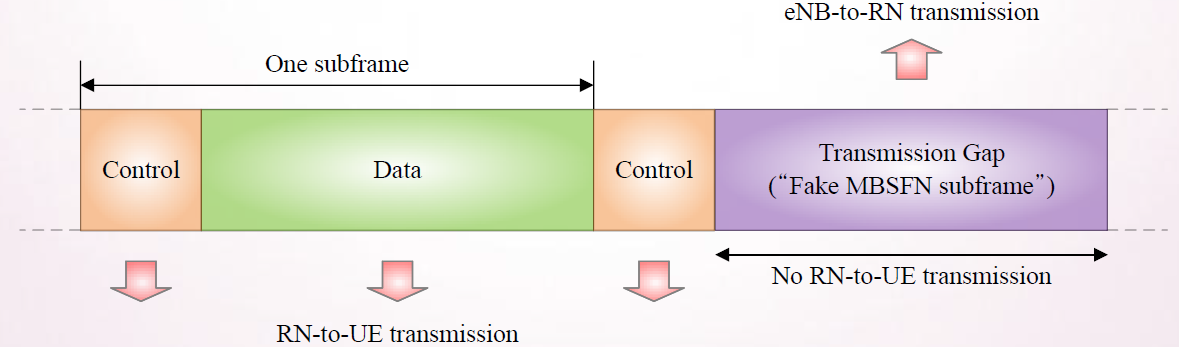 eNB-to-RN transmission
One subframe
Control
Data
Control
Transmission Gap
(“Fake MBSFN subframe”)
No RN-to-UE transmission
RN-to-UE transmission